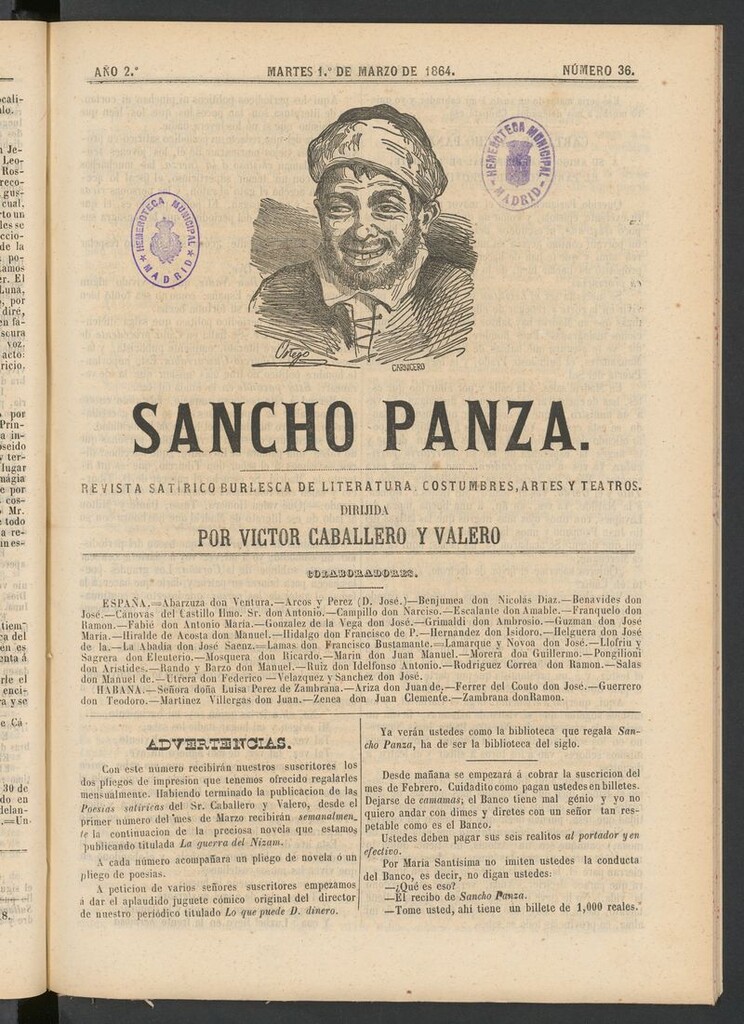 AÑO 2.°
MARTES 1.° DE MARZO DE 1864.
NÚMERO 36.
HEMEROTECA MUNICIPAL
MADRID
HEMEROTECA MUNICIPAL
MADRID
Ortego
CARNICERO
SANCHO PANZA.
REVISTA SATÍRICO BURLESCA DE LITERATURA, COSTUMBRES, ARTES Y TEATROS.
DIRIJIDA
POR VICTOR CABALLERO Y VALERO
COLABORADORES.
ESPAÑA.=Abarzuza don Ventura.—Arcos y Perez (D. José.)—Benjumea don Nicolás Diaz.—Benavides don
José.—Canovas del Castillo Ilmo. Sr. don Antonio.—Campillo don Narciso.—Escalante don Amable.—Franquelo don
Ramon.—Fabié don Antonio María.—Gonzalez de la Vega don José.—Grimaldi don Ambrosio.—Guzman don José
María.—Hiralde de Acosta don Manuel.—Hidalgo don Francisco de P.—Hernandez don Isidoro.—Helguera don José
de la.—La Abadía don José Saenz.=Lamas don Francisco Bustamante.=Lamarque y Novoa don José.—Llofriu y
Sagrera don Eleuterio.—Mosquera don Ricardo.—Marin don Juan Manuel.—Morera don Guillermo.—Pongilioni
don Aristides.—Rando y Barzo don Manuel.—Ruiz don Idelfonso Antonio.—Rodriguez Correa don Ramon.—Salas
don Manuel de.—Utrera don Federico —Velazquez y Sanchez don José.
HABANA.—Señora doña Luisa Perez de Zambrana.—Ariza don Juan de.—Ferrer del Couto don José.—Guerrero
don Teodoro.—Martinez Villergas don Juan.—Zenea don Juan Clemente.—Zambrana don Ramon.
ADVERTENCIAS.
Con este número recibirán nuestros suscritores los
dos pliegos de impresion que tenemos ofrecido regalarles
mensualmente. Habiendo terminado la publicacion de las
Poesías satíricas del Sr. Caballero y Valero, desde el
primer número del mes de Marzo recibirán semanalmen_
te la continuacion de la preciosa novela que estamos
publicando titulada La guerra del Nizam.
A cada número acompañara un pliego de novela ó un
pliego de poesias.
A peticion de varios señores suscritores empezamos
á dar el aplaudido juguete cómico original del director
de nuestro periódico titulado Lo que puede D. dinero.
Ya verán ustedes como la biblioteca que regala San-
cho Panza, ha de ser la biblioteca del siglo.
Desde mañana se empezará á cobrar la suscricion del
mes de Febrero. Cuidadito como pagan ustedes en billetes.
Dejarse de camamas; el Banco tiene mal génio y yo no
quiero andar con dimes y diretes con un señor tan res-
petable como es el Banco.
Ustedes deben pagar sus seis realitos al portador y en
efectivo.
Por Maria Santisima no imiten ustedes la conducta
del Banco, es decir, no digan ustedes:
—¿Qué es eso?
—El recibo de Sancho Panza.
—Tome usted, ahi tiene un billete de 1,000 reales.